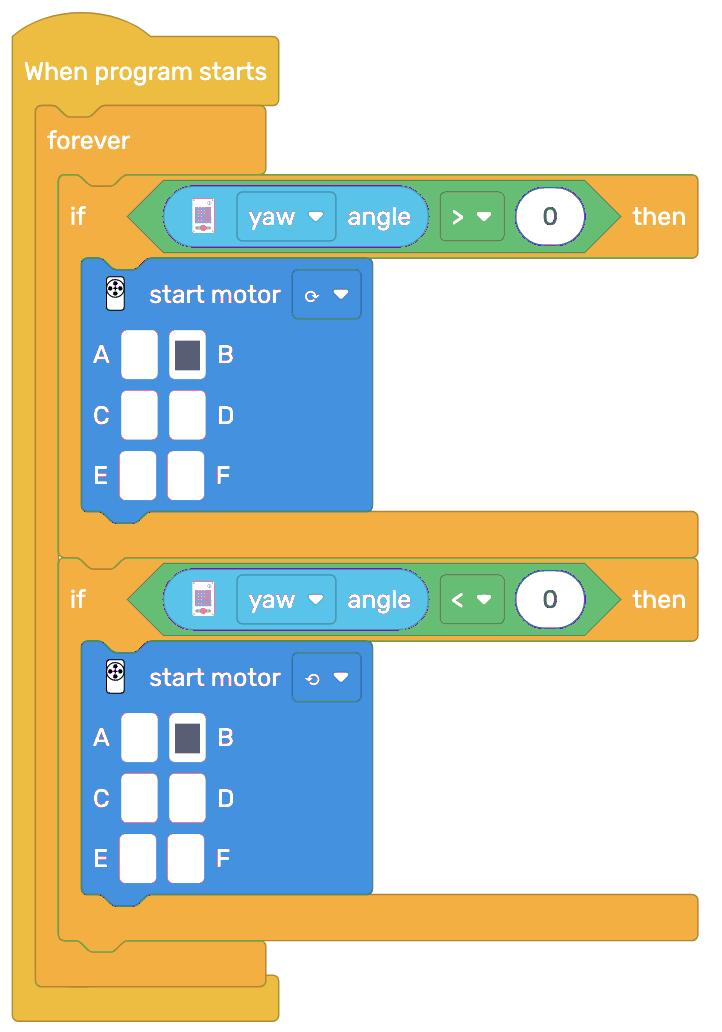 When program starts
forever
if yaw angle > 0 then
start motor
A B
C D
E F
if yaw angle < 0 then
start motor
A B
C D
E F